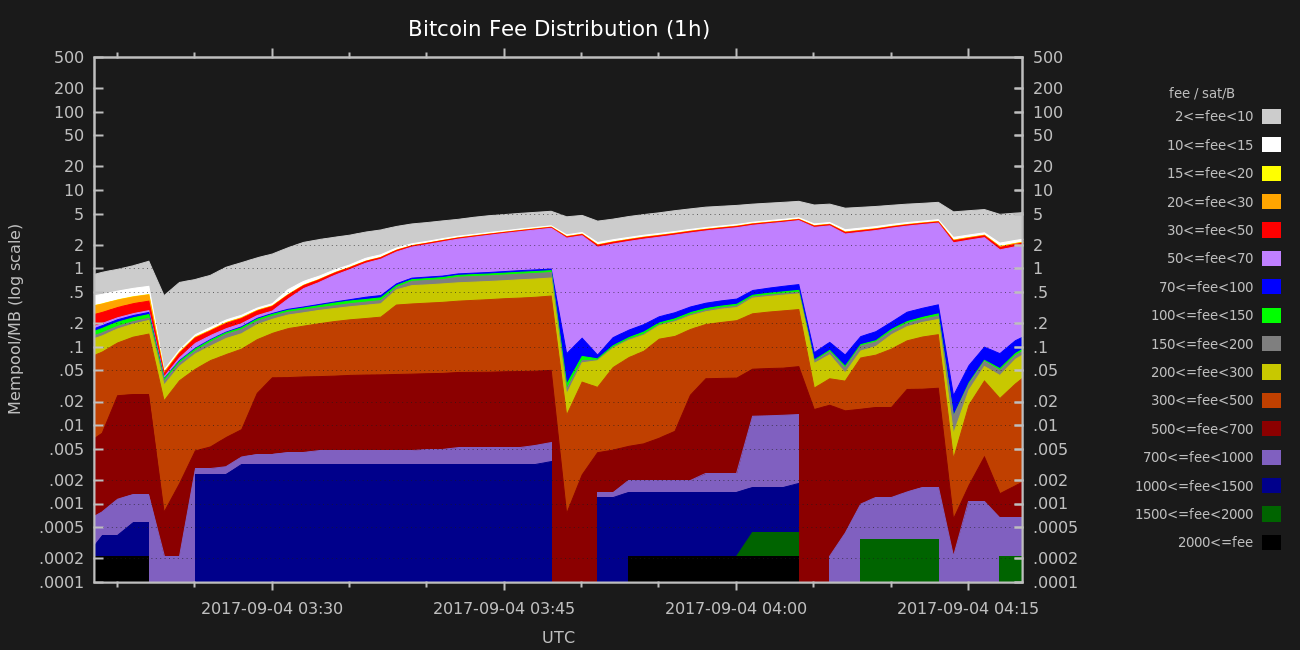 Bitcoin Fee Distribution (1h)
500 500
200 200
100 100
50 50
20 20
10 10
5 5
2 2
1 1
.5 .5
.2 .2
.1 .1
.05 .05
.02 .02
.01 .01
.005 .005
.002 .002
.001 .001
.0005 .0005
.0002 .0002
.0001 .0001
Mempool/MB (log scale)
2017-09-04 03:30 2017-09-04 03:45 2017-09-04 04:00 2017-09-04 04:15
UTC
fee / sat/B
2<=fee<10
10<=fee<15
15<=fee<20
20<=fee<30
30<=fee<50
50<=fee<70
70<=fee<100
100<=fee<150
150<=fee<200
200<=fee<300
300<=fee<500
500<=fee<700
700<=fee<1000
1000<=fee<1500
1500<=fee<2000
2000<=fee